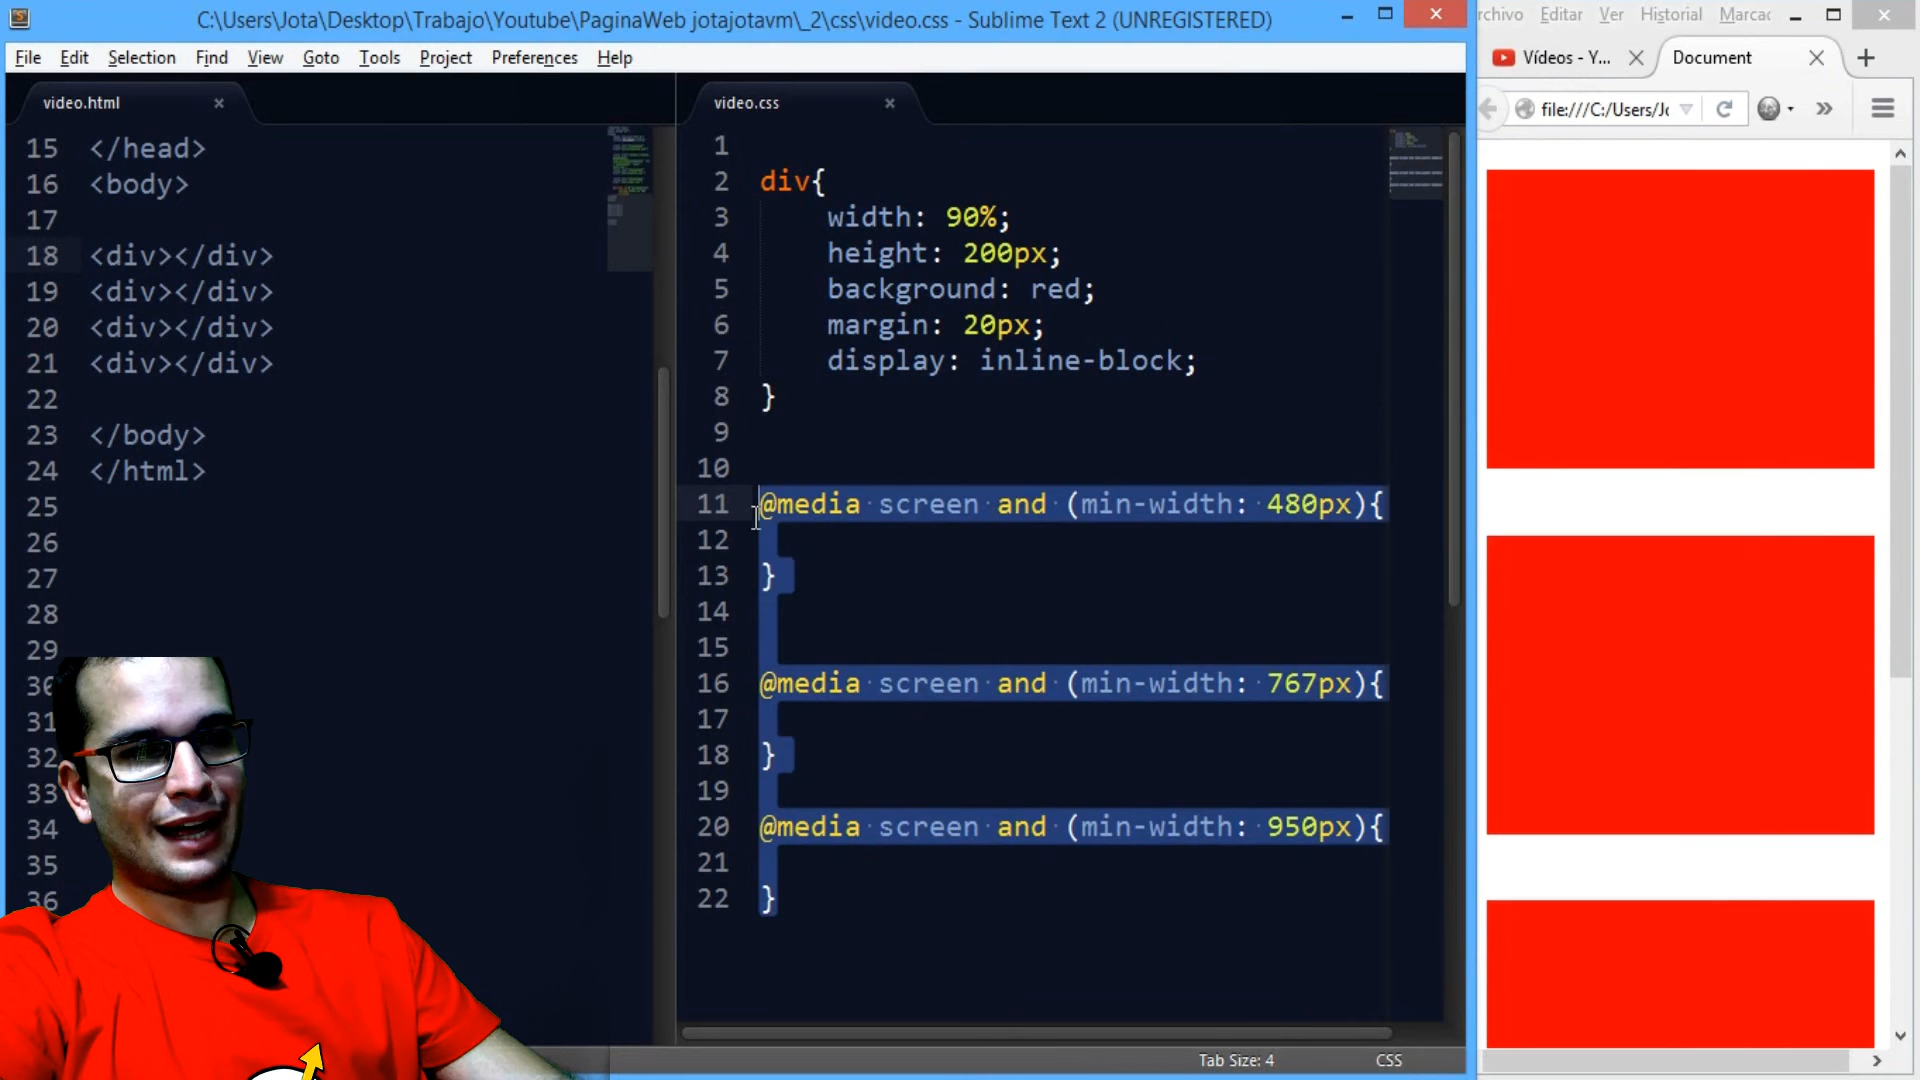 C:\Users\Jota\Desktop\Trabajo\Youtube\PaginaWeb jotajotavm\_2\css\video.css - Sublime Text 2 (UNREGISTERED)
File Edit Selection Find View Goto Tools Project Preferences Help
video.html
15 </head>
16 <body>
17
18 <div></div>
19 <div></div>
20 <div></div>
21 <div></div>
22
23 </body>
24 </html>
25
26
27
28
29
30
31
32
33
34
35
36
video.css
1
2 div{
3 width: 90%;
4 height: 200px;
5 background: red;
6 margin: 20px;
7 display: inline-block;
8 }
9
10
11 @media screen and (min-width: 480px){
12
13 }
14
15
16 @media screen and (min-width: 767px){
17
18 }
19
20 @media screen and (min-width: 950px){
21
22 }
Tab Size: 4 CSS
rchivo Editar Ver Historial Marcac
Vídeos - Y... Document
file:///C:/Users/Jo